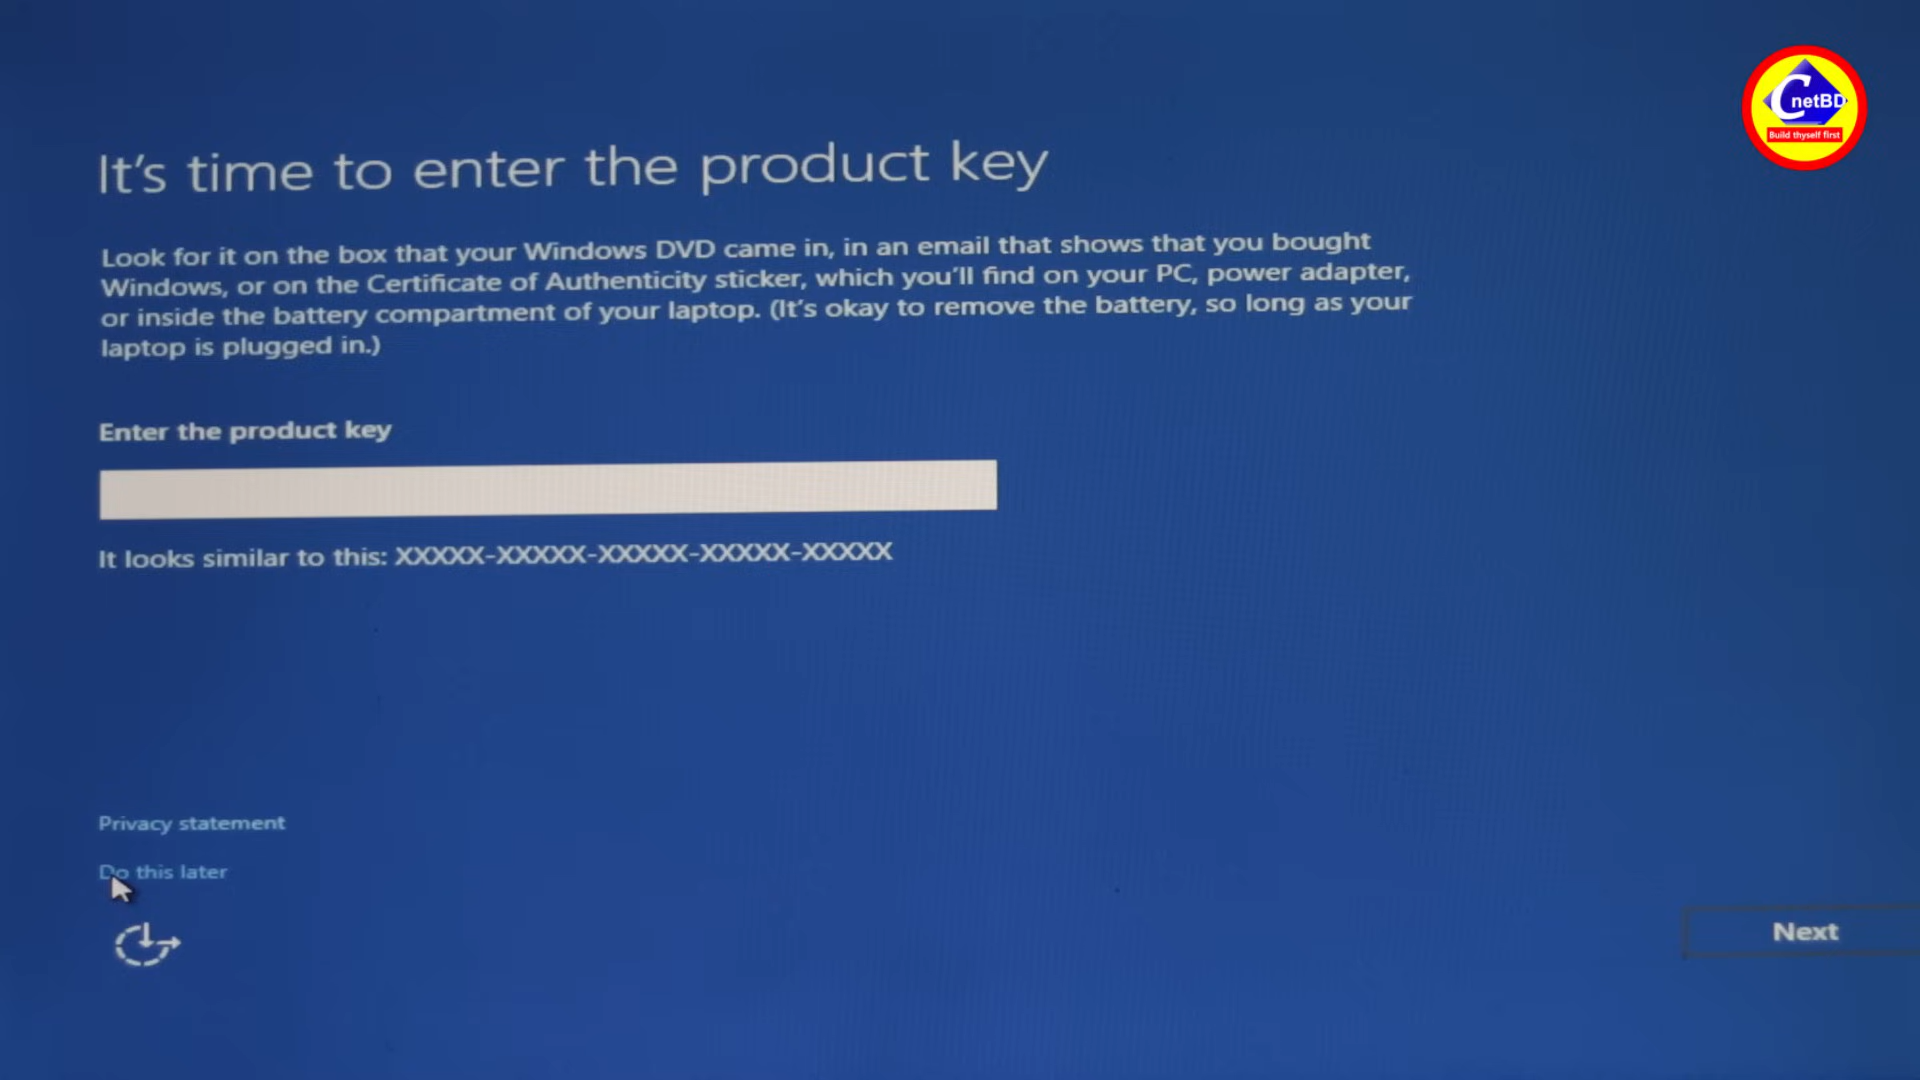 CnetBD
Build thyself first
It's time to enter the product key
Look for it on the box that your Windows DVD came in, in an email that shows that you bought
Windows, or on the Certificate of Authenticity sticker, which you'll find on your PC, power adapter,
or inside the battery compartment of your laptop. (It's okay to remove the battery, so long as your
laptop is plugged in.)
Enter the product key
It looks similar to this: XXXXX-XXXXX-XXXXX-XXXXX-XXXXX
Privacy statement
Do this later
Next